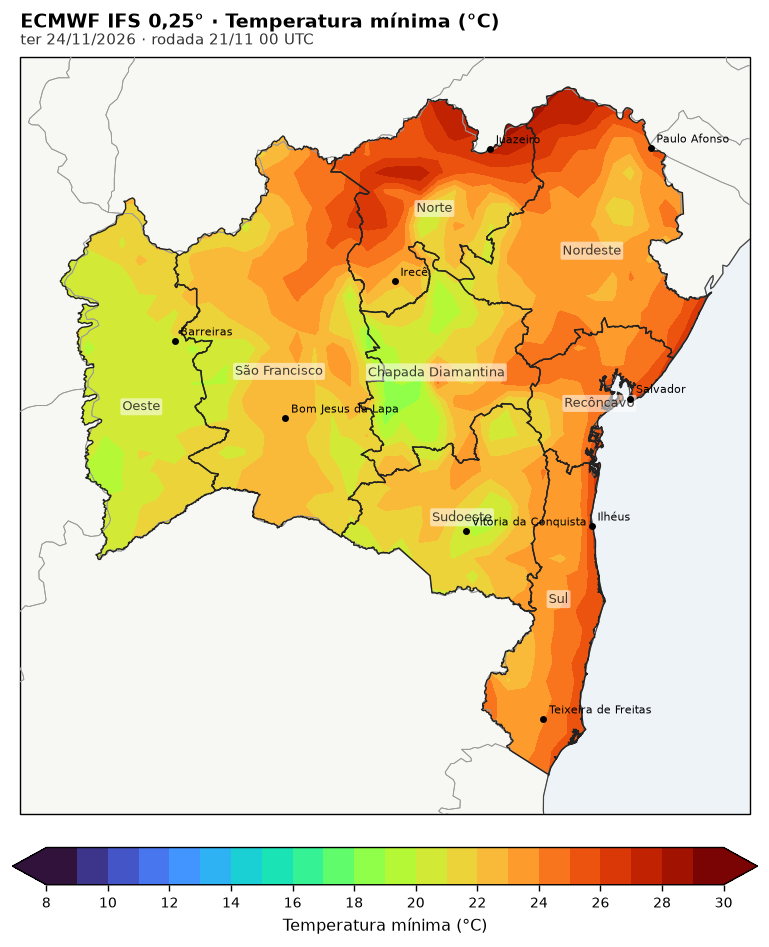 ECMWF IFS 0,25° · Temperatura mínima (°C)
ter 24/11/2026 · rodada 21/11 00 UTC
Juazeiro
Paulo Afonso
Norte
Nordeste
Irecê
Barreiras
São Francisco
Chapada Diamantina
Salvador
Oeste
Bom Jesus da Lapa
Recôncavo
Sudoeste
Vitória da Conquista
Ilhéus
Sul
Teixeira de Freitas
8 10 12 14 16 18 20 22 24 26 28 30
Temperatura mínima (°C)